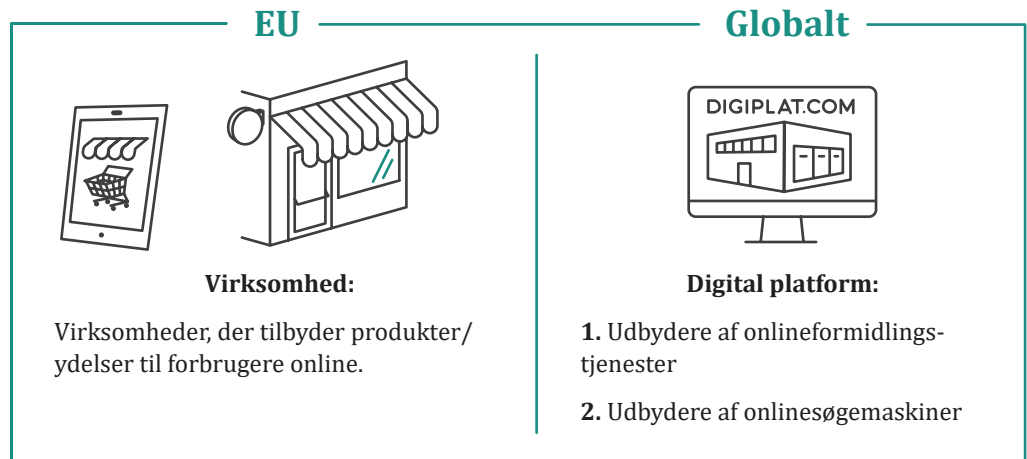 EU
Virksomhed:
Virksomheder, der tilbyder produkter/
ydelser til forbrugere online.
Globalt
DIGIPLAT.COM
Digital platform:
1. Udbydere af onlineformidlings-
tjenester
2. Udbydere af onlinesøgemaskiner